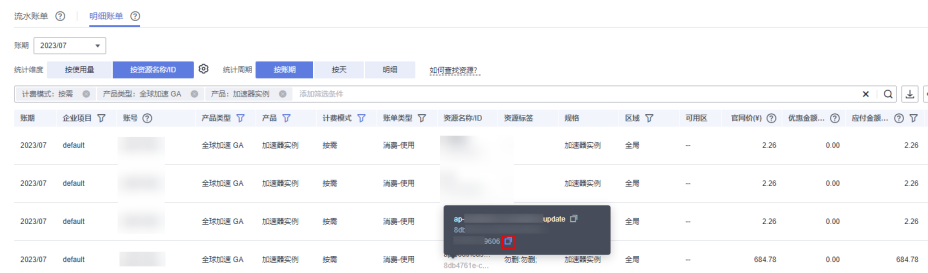 流水账单 ? 明细账单 ?
账期 2023/07
统计维度 按使用量 按资源名称/ID 统计周期 按账期 按天 明细 如何查找资源?
计费模式: 按需 产品类型: 全球加速 GA 产品: 加速器实例 添加筛选条件
账期 企业项目 账号 ? 产品类型 产品 计费模式 账单类型 资源名称/ID 资源标签 规格 区域 可用区 官网价(¥) ? 优惠金额... ? 应付金额... ?
2023/07 default 全球加速 GA 加速器实例 按需 消费-使用 加速器实例 全局 -- 2.26 0.00 2.26
2023/07 default 全球加速 GA 加速器实例 按需 消费-使用 加速器实例 全局 -- 2.26 0.00 2.26
2023/07 default 全球加速 GA 加速器实例 按需 消费-使用 加速器实例 全局 -- 2.26 0.00 2.26
ap- update
8dt
9606
2023/07 default 全球加速 GA 加速器实例 按需 消费-使用 勿删:勿删; 加速器实例 全局 -- 684.78 0.00 684.78
8db4761e-c...